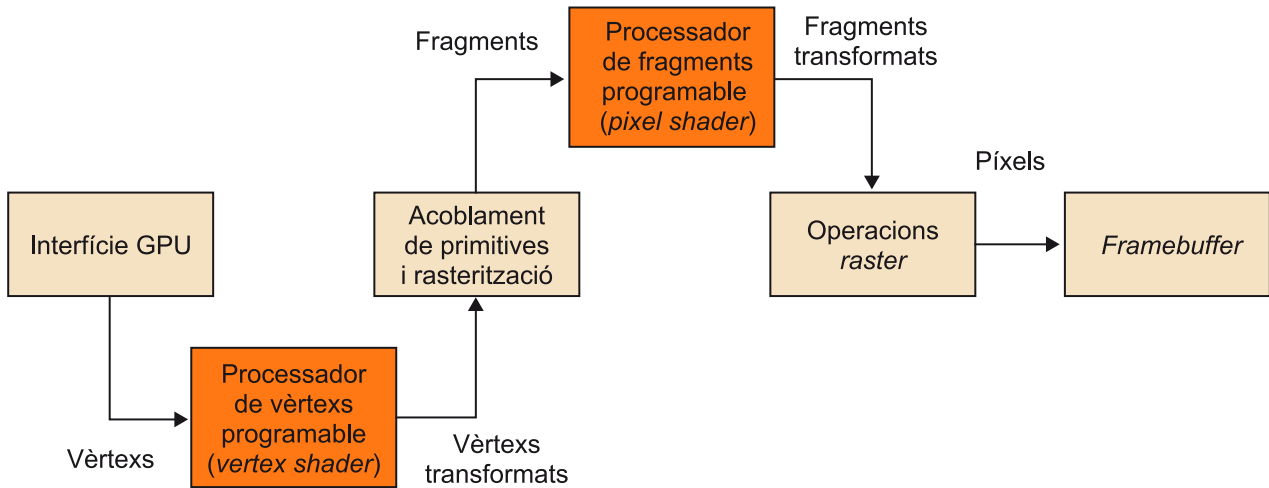 Fragments
Processador
de fragments
programable
(pixel shader)
Fragments
transformats
Píxels
Interfície GPU
Acoblament
de primitives
i rasterització
Operacions
raster
Framebuffer
Vèrtexs
Processador
de vèrtexs
programable
(vertex shader)
Vèrtexs
transformats